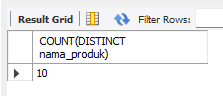 Result Grid
Filter Rows:
COUNT(DISTINCT
nama_produk)
10